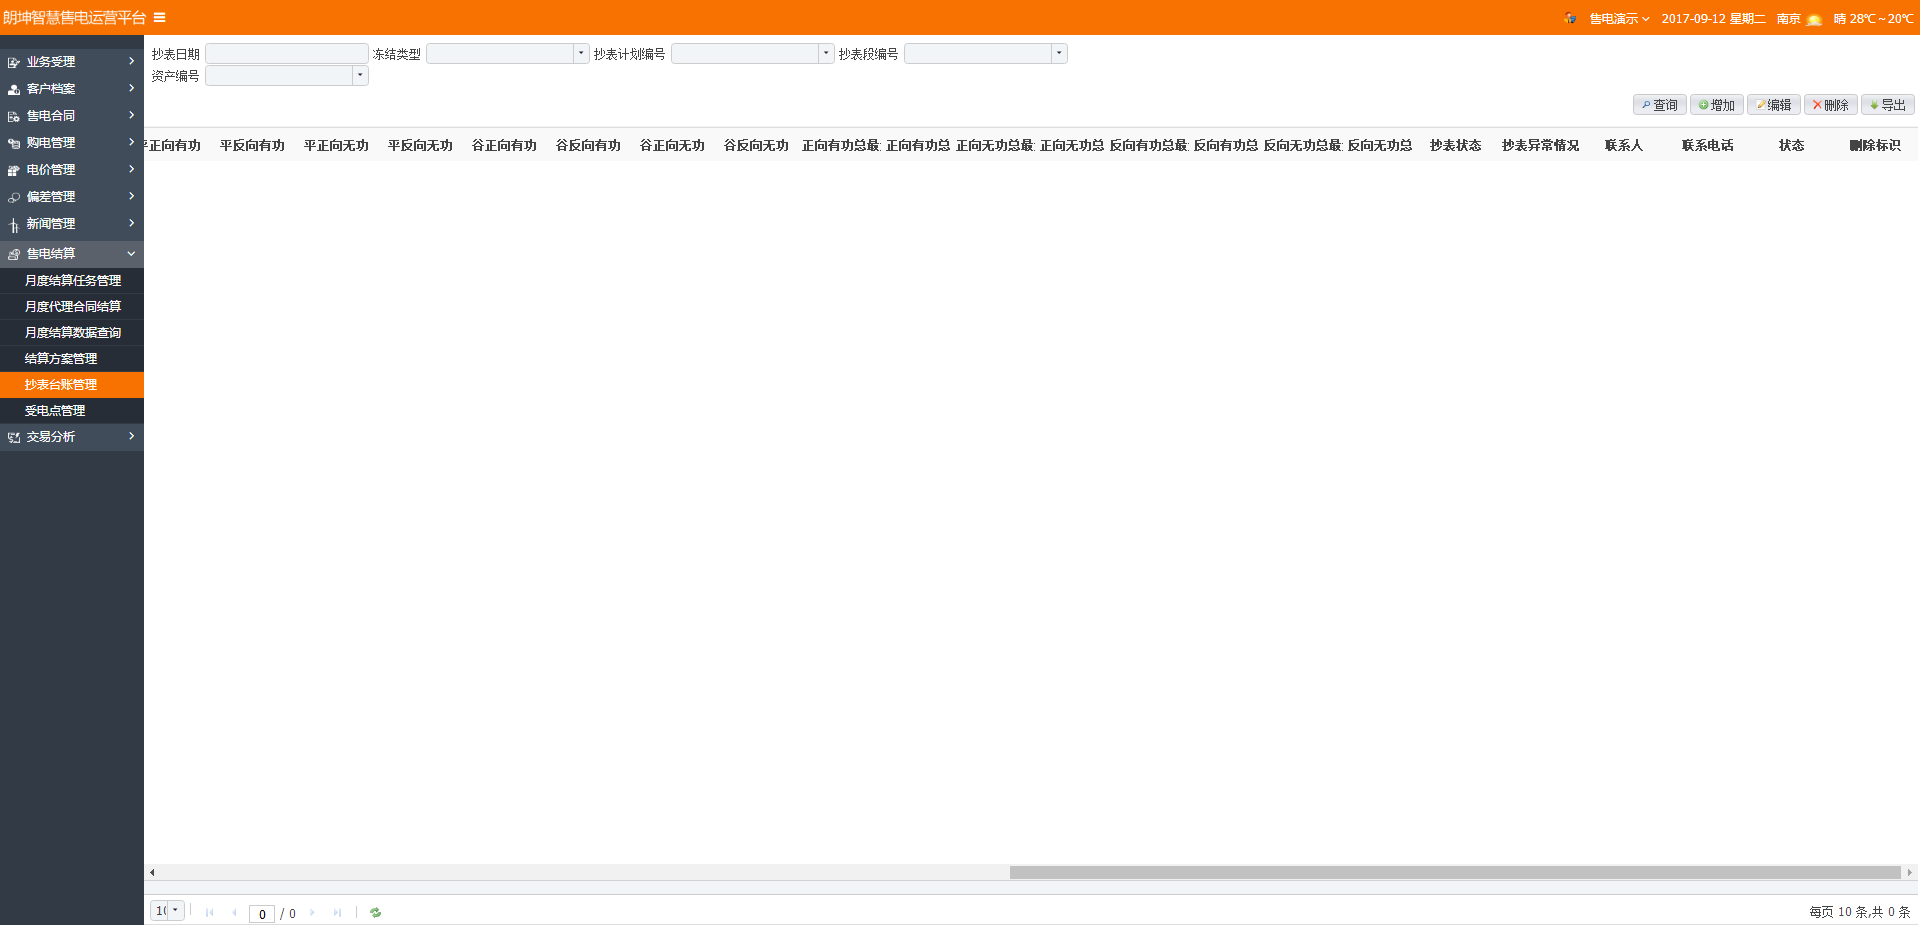 朗坤智慧售电运营平台
售电演示 2017-09-12 星期二 南京 晴 28℃~20℃
业务受理
客户档案
售电合同
购电管理
电价管理
偏差管理
新闻管理
售电结算
月度结算任务管理
月度代理合同结算
月度结算数据查询
结算方案管理
抄表台账管理
受电点管理
交易分析
抄表日期 冻结类型 抄表计划编号 抄表段编号
资产编号
查询 增加 编辑 删除 导出
平正向有功 平反向有功 平正向无功 平反向无功 谷正向有功 谷反向有功 谷正向无功 谷反向无功 正向有功总最 正向有功总 正向无功总最 正向无功总 反向有功总最 反向有功总 反向无功总最 反向无功总 抄表状态 抄表异常情况 联系人 联系电话 状态 删除标识
0 / 0
每页 10 条,共 0 条